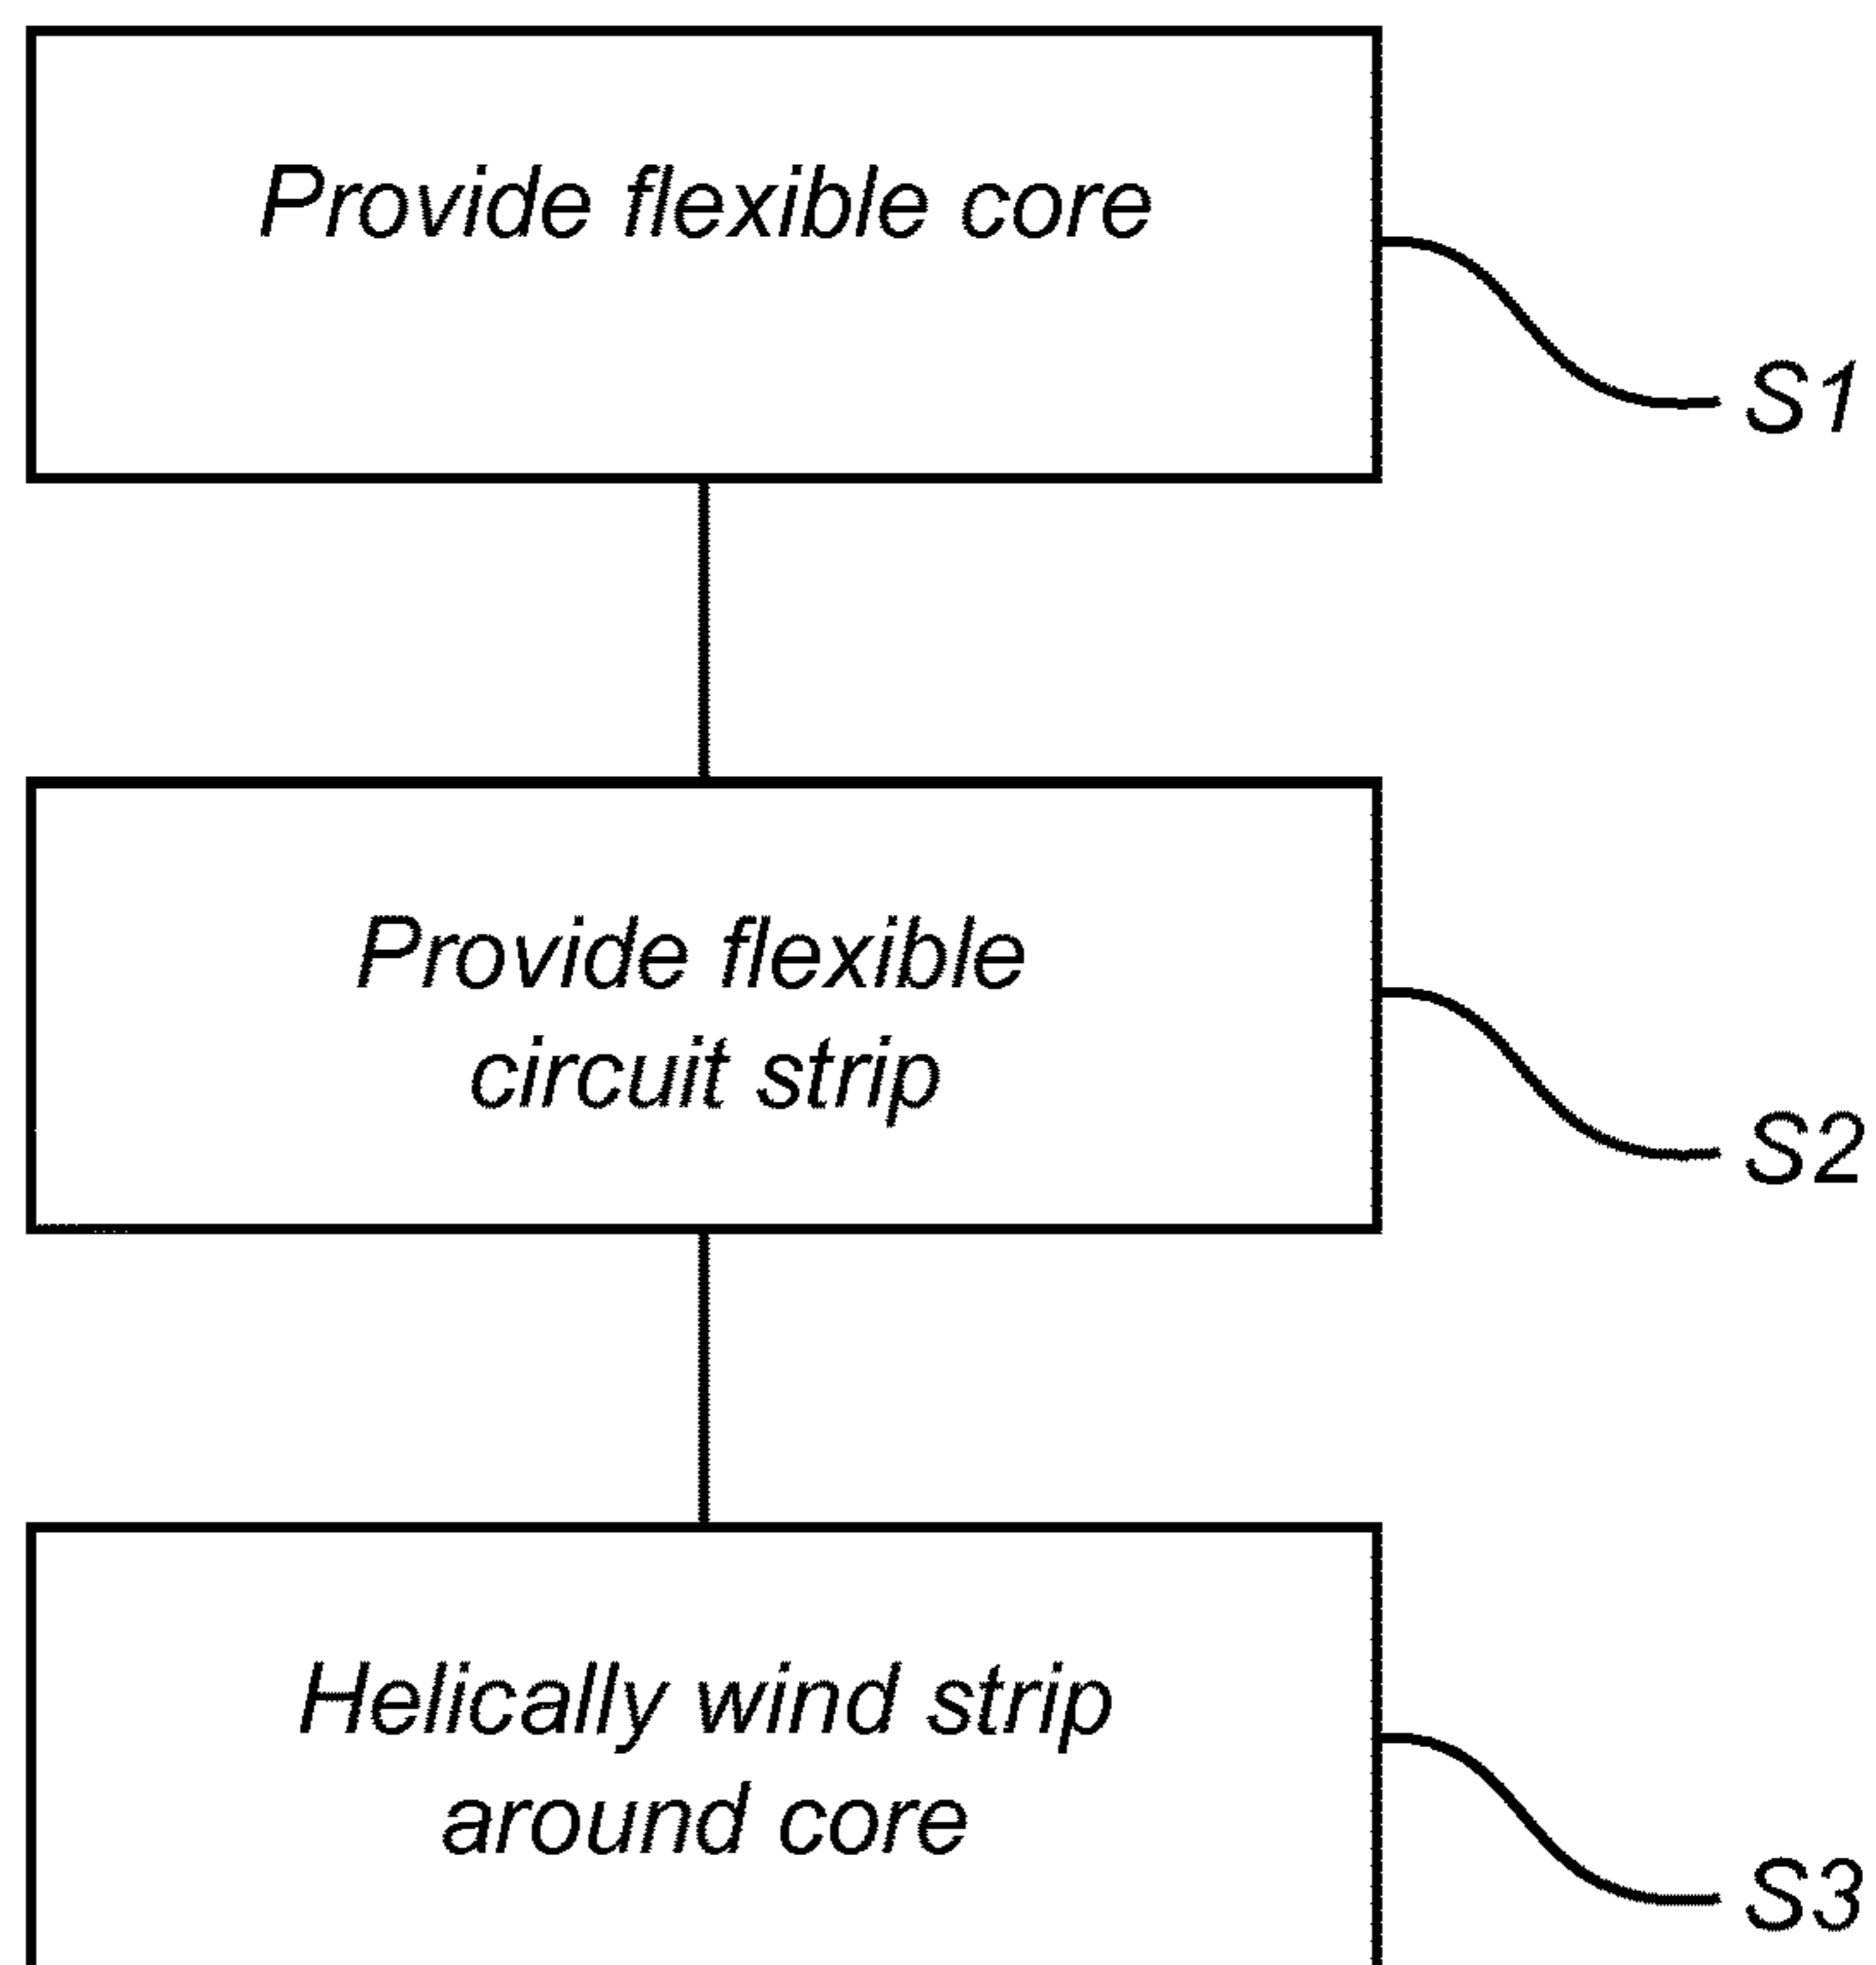 Provide flexible core
S1
Provide flexible
circuit strip
S2
Helically wind strip
around core
S3